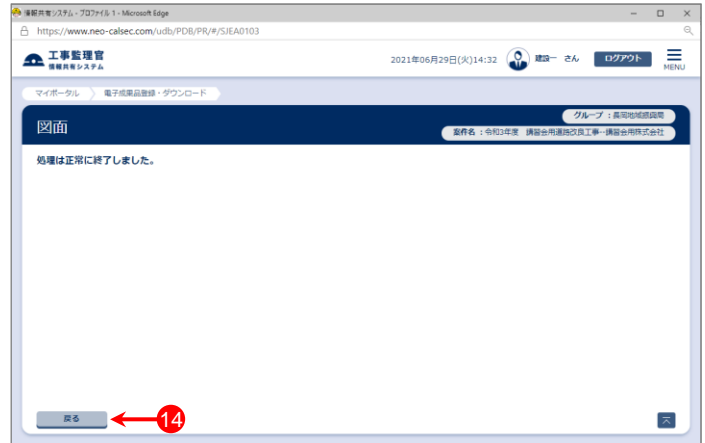 情報共有システム - プロファイル 1 - Microsoft Edge
https://www.neo-calsec.com/udb/PDB/PR/#/SJEA0103
工事監理官
情報共有システム
2021年06月29日(火)14:32
建設一 さん
ログアウト
MENU
マイポータル
電子成果品登録・ダウンロード
図面
グループ : 長岡地域振興局
案件名 : 令和3年度 講習会用道路改良工事--講習会用株式会社
処理は正常に終了しました。
戻る
14